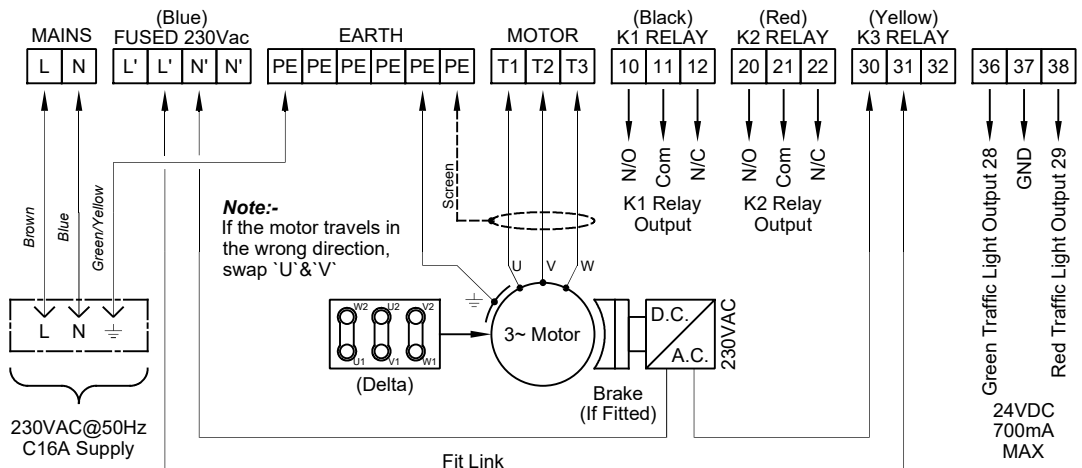 MAINS
(Blue)
FUSED 230Vac
EARTH
MOTOR
(Black)
K1 RELAY
(Red)
K2 RELAY
(Yellow)
K3 RELAY
L N
L' L' N' N'
PE PE PE PE PE PE
T1 T2 T3
10 11 12
20 21 22
30 31 32
36 37 38
Brown
Blue
Green/Yellow
Screen
N/O
Com
N/C
K1 Relay
Output
N/O
Com
N/C
K2 Relay
Output
Green Traffic Light Output 28
GND
Red Traffic Light Output 29
24VDC
700mA
MAX
Note:-
If the motor travels in
the wrong direction,
swap `U`&`V`
U V W
L N
230VAC@50Hz
C16A Supply
W2 U2 V2
U1 V1 W1
(Delta)
3~ Motor
D.C.
A.C.
230VAC
Brake
(If Fitted)
Fit Link